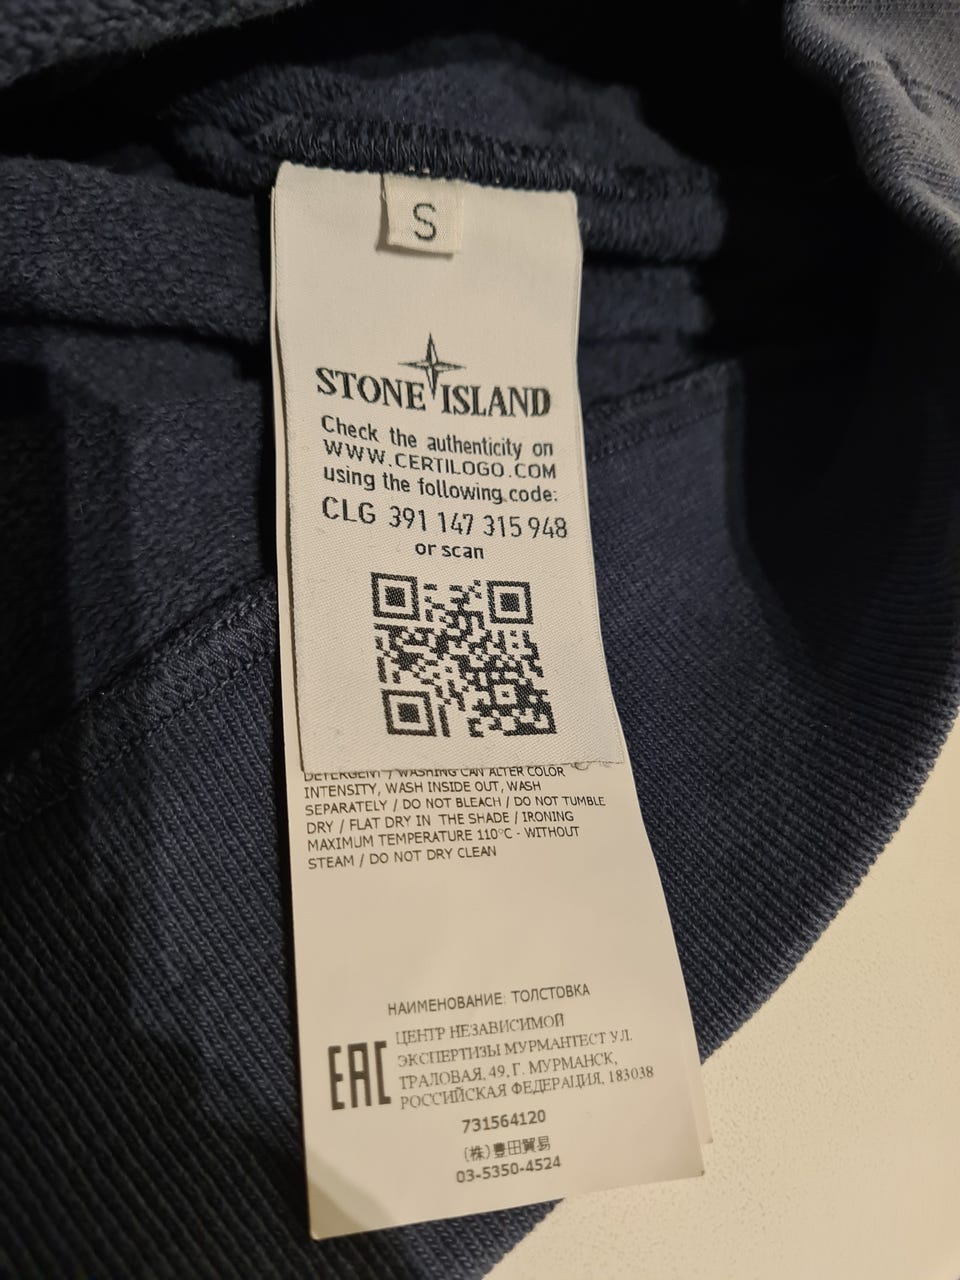 S
STONE ISLAND
Check the authenticity on
WWW.CERTILOGO.COM
using the following code:
CLG 391 147 315 948
or scan
DETERGENT / WASHING CAN ALTER COLOR
INTENSITY, WASH INSIDE OUT, WASH
SEPARATELY / DO NOT BLEACH / DO NOT TUMBLE
DRY / FLAT DRY IN THE SHADE / IRONING
MAXIMUM TEMPERATURE 110°C - WITHOUT
STEAM / DO NOT DRY CLEAN
НАИМЕНОВАНИЕ: ТОЛСТОВКА
EAC
ЦЕНТР НЕЗАВИСИМОЙ
ЭКСПЕРТИЗЫ МУРМАНТЕСТ УЛ.
ТРАЛОВАЯ, 49, Г. МУРМАНСК,
РОССИЙСКАЯ ФЕДЕРАЦИЯ, 183038
731564120
(株)豊田貿易
03-5350-4524